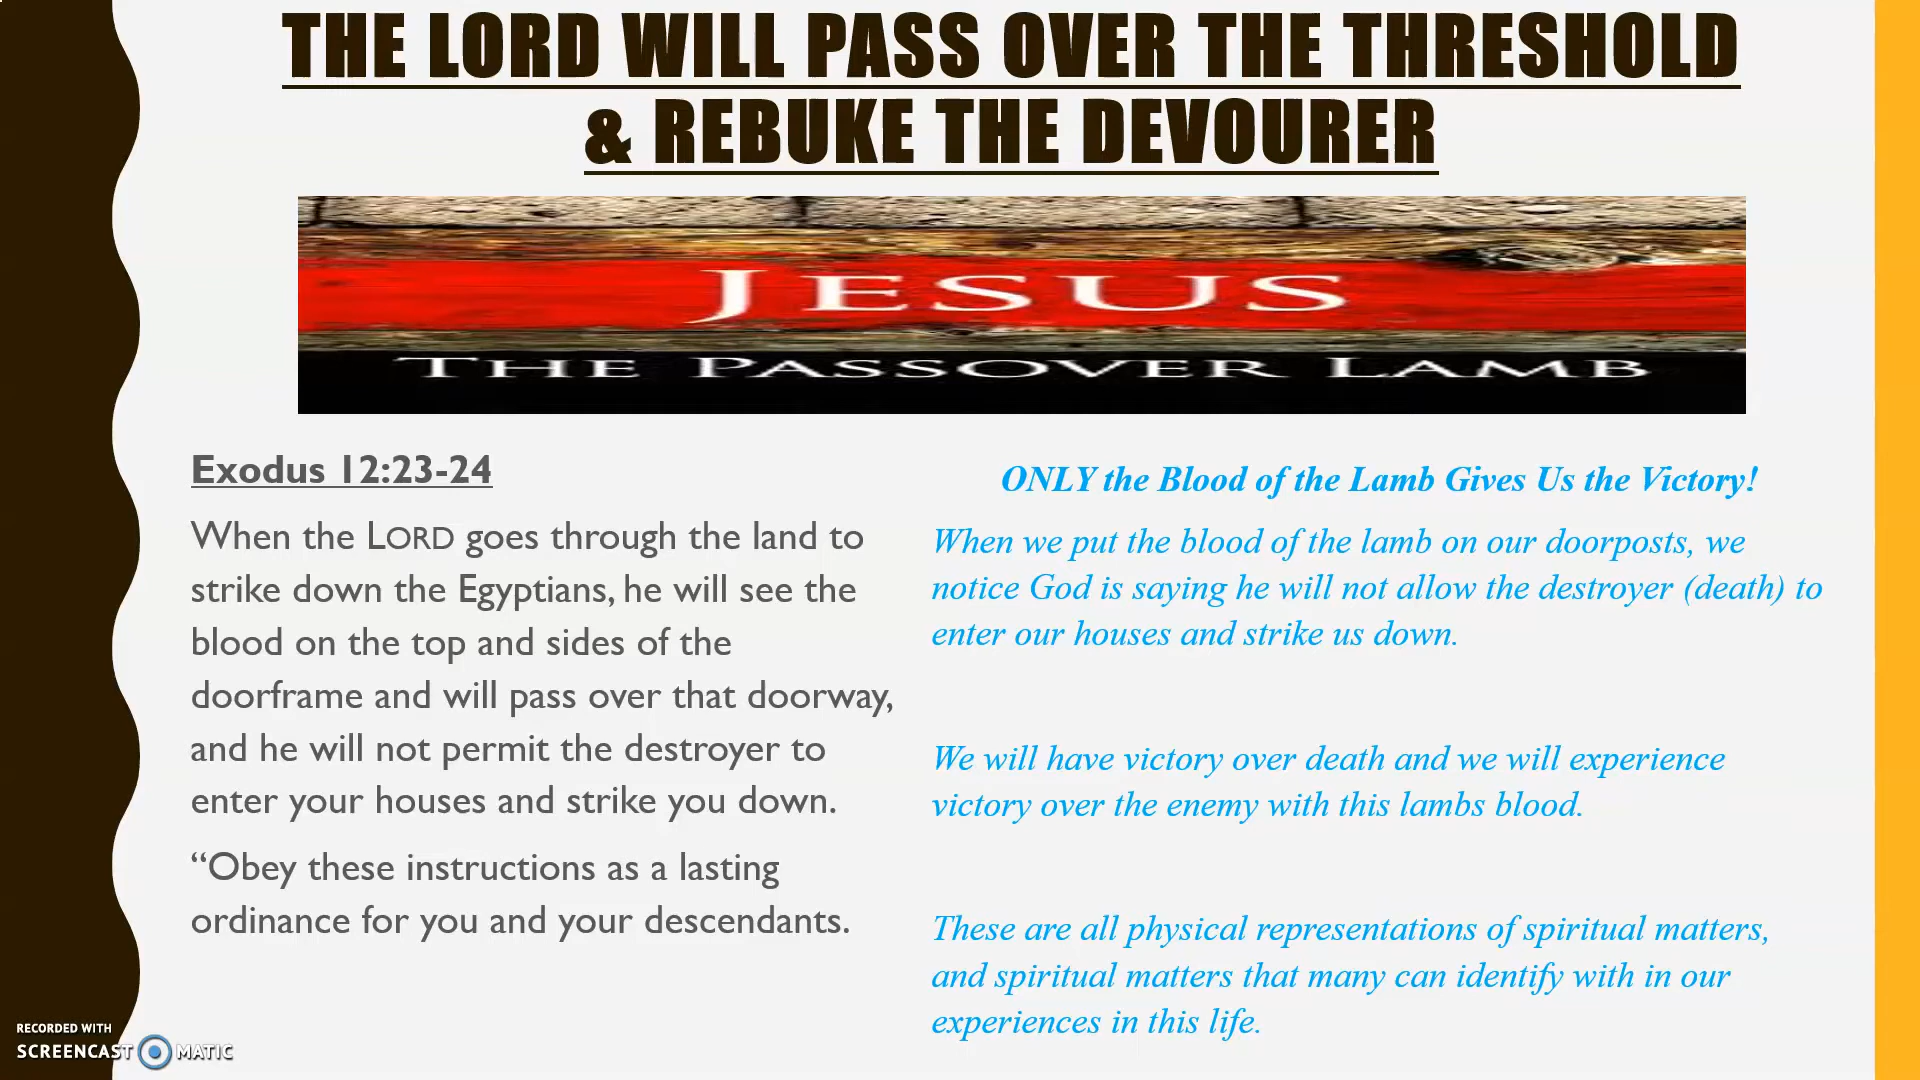 THE LORD WILL PASS OVER THE THRESHOLD
& REBUKE THE DEVOURER
JESUS
THE PASSOVER LAMB
Exodus 12:23-24
When the LORD goes through the land to
strike down the Egyptians, he will see the
blood on the top and sides of the
doorframe and will pass over that doorway,
and he will not permit the destroyer to
enter your houses and strike you down.
“Obey these instructions as a lasting
ordinance for you and your descendants.
ONLY the Blood of the Lamb Gives Us the Victory!
When we put the blood of the lamb on our doorposts, we
notice God is saying he will not allow the destroyer (death) to
enter our houses and strike us down.
We will have victory over death and we will experience
victory over the enemy with this lambs blood.
These are all physical representations of spiritual matters,
and spiritual matters that many can identify with in our
experiences in this life.
RECORDED WITH
SCREENCAST MATIC